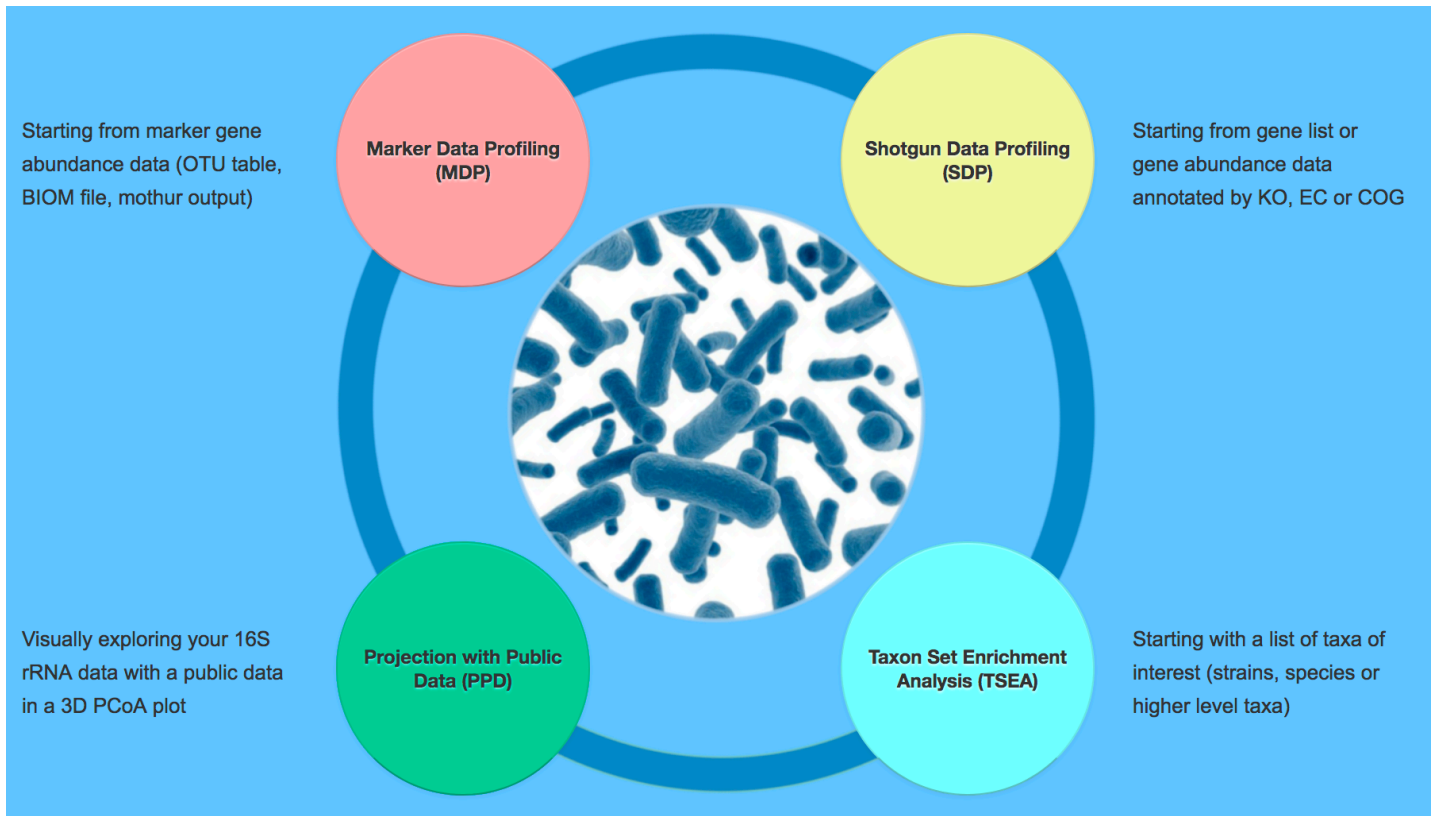 Starting from marker gene
abundance data (OTU table,
BIOM file, mothur output)
Marker Data Profiling
(MDP)
Shotgun Data Profiling
(SDP)
Starting from gene list or
gene abundance data
annotated by KO, EC or COG
Visually exploring your 16S
rRNA data with a public data
in a 3D PCoA plot
Projection with Public
Data (PPD)
Taxon Set Enrichment
Analysis (TSEA)
Starting with a list of taxa of
interest (strains, species or
higher level taxa)